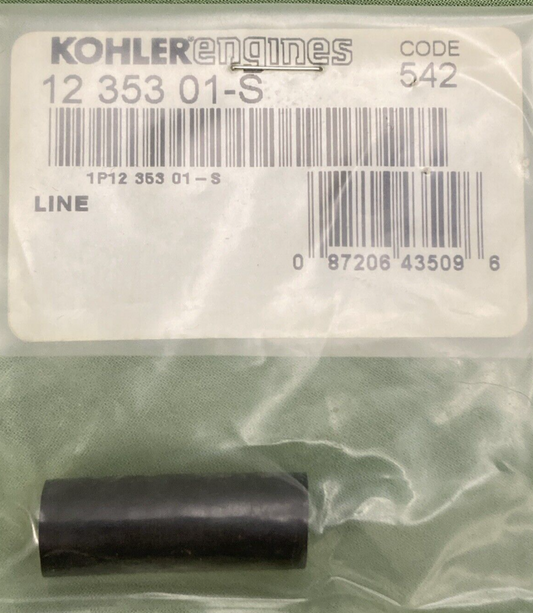 KOHLER® engines
CODE
542
12 353 01-S
1P12 353 01-S
LINE
0 87206 43509 6